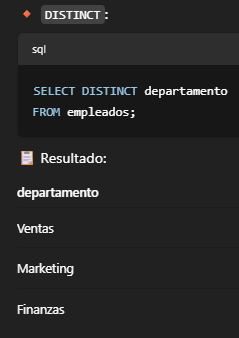 DISTINCT:
sql
SELECT DISTINCT departamento
FROM empleados;
Resultado:
departamento
Ventas
Marketing
Finanzas